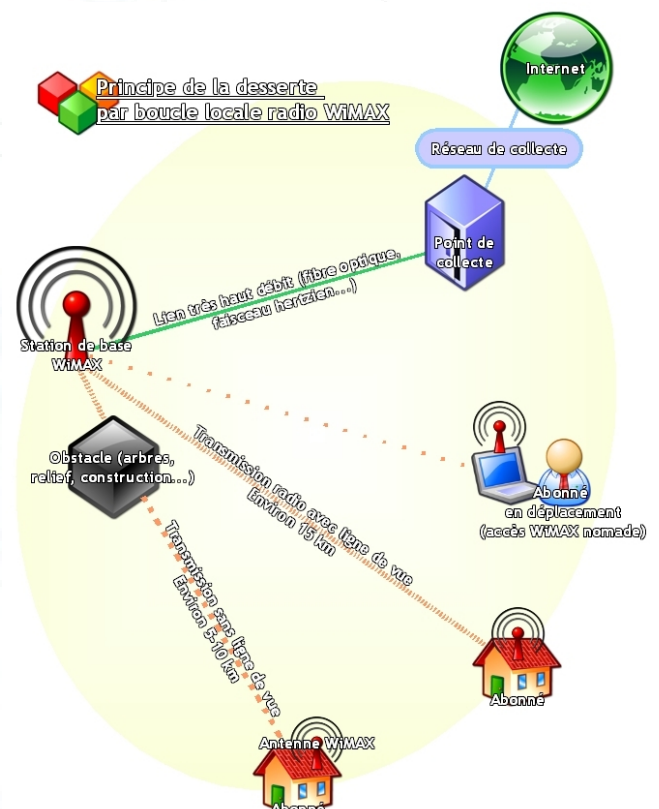 Internet
Principe de la desserte
par boucle locale radio WiMAX
Réseau de collecte
Point de
collecte
Lien très haut débit (fibre optique,
faisceau hertzien...)
Station de base
WiMAX
Obstacle (arbres,
relief, construction...)
Transmission radio avec ligne de vue
Environ 15 km
Abonné
en déplacement
(accès WiMAX nomade)
Transmission sans ligne de vue
Environ 5-10 km
Abonné
Antenne WiMAX
Abonné